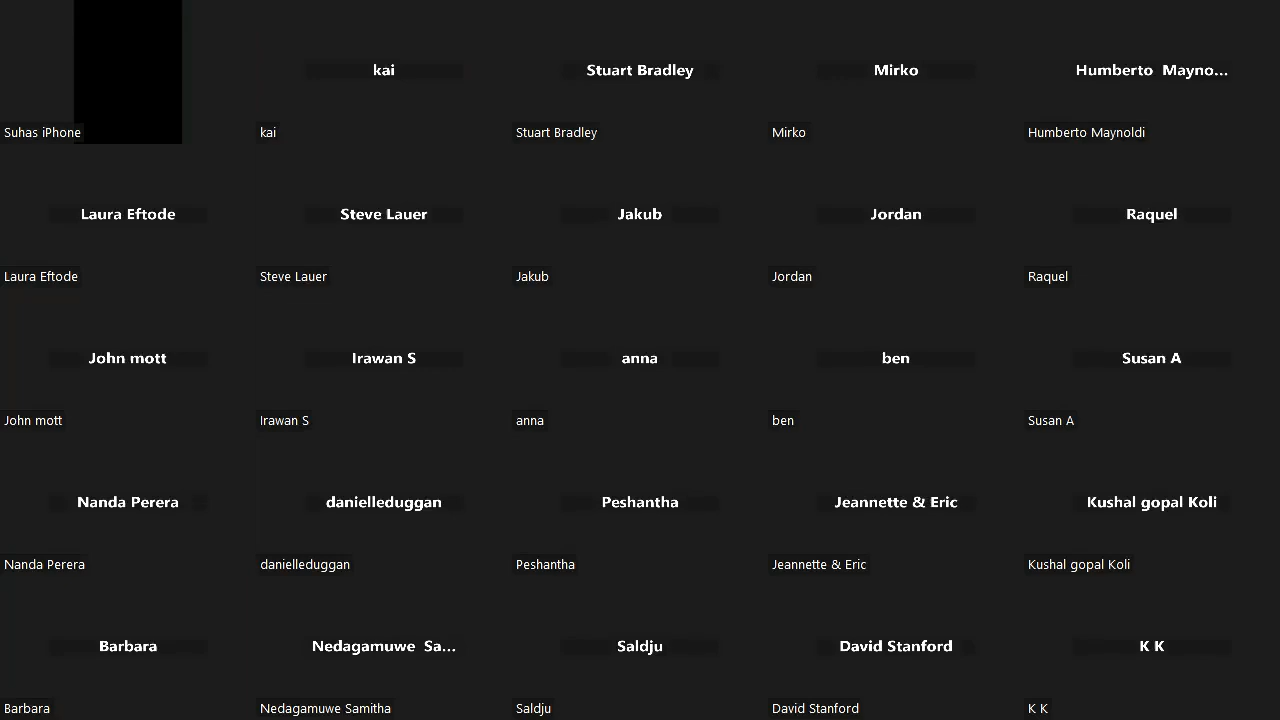 kai
Stuart Bradley
Mirko
Humberto  Mayno...
Suhas iPhone
kai
Stuart Bradley
Mirko
Humberto Maynoldi
Laura Eftode
Steve Lauer
Jakub
Jordan
Raquel
Laura Eftode
Steve Lauer
Jakub
Jordan
Raquel
John mott
Irawan S
anna
ben
Susan A
John mott
Irawan S
anna
ben
Susan A
Nanda Perera
danielleduggan
Peshantha
Jeannette & Eric
Kushal gopal Koli
Nanda Perera
danielleduggan
Peshantha
Jeannette & Eric
Kushal gopal Koli
Barbara
Nedagamuwe  Sa...
Saldju
David Stanford
K K
Barbara
Nedagamuwe Samitha
Saldju
David Stanford
K K